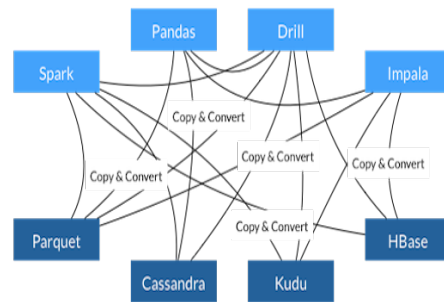 Pandas
Drill
Spark
Impala
Copy & Convert
Copy & Convert
Copy & Convert
Copy & Convert
Copy & Convert
Parquet
HBase
Cassandra
Kudu